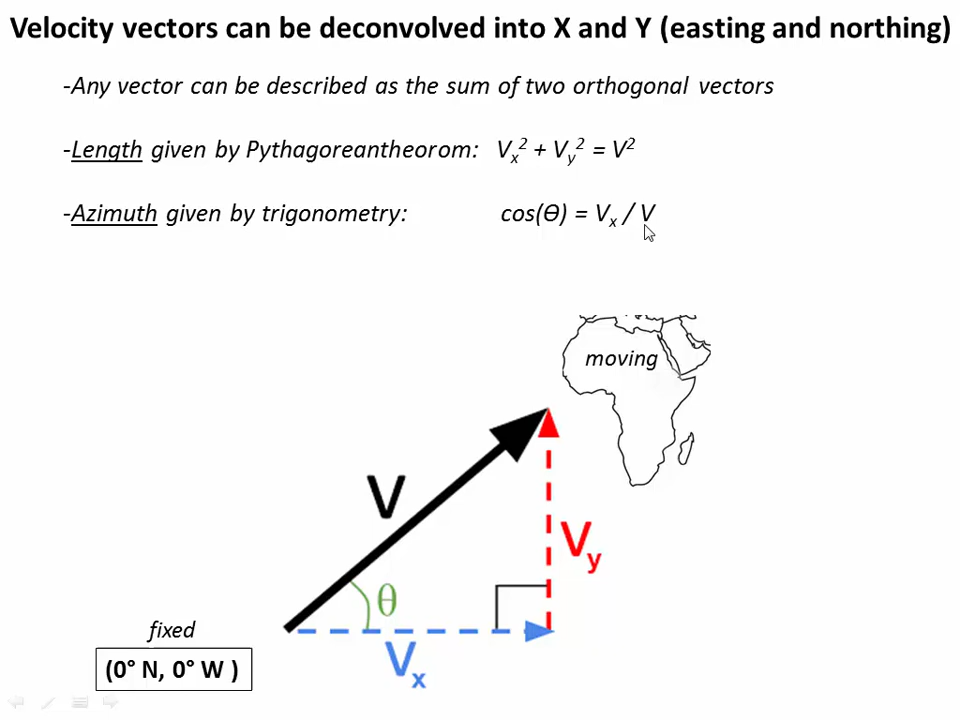 Velocity vectors can be deconvolved into X and Y (easting and northing)
-Any vector can be described as the sum of two orthogonal vectors
-Length given by Pythagoreantheorom: Vx² + Vy² = V²
-Azimuth given by trigonometry: cos(Θ) = Vx / V
moving
V
Vy
θ
fixed
(0° N, 0° W )
Vx